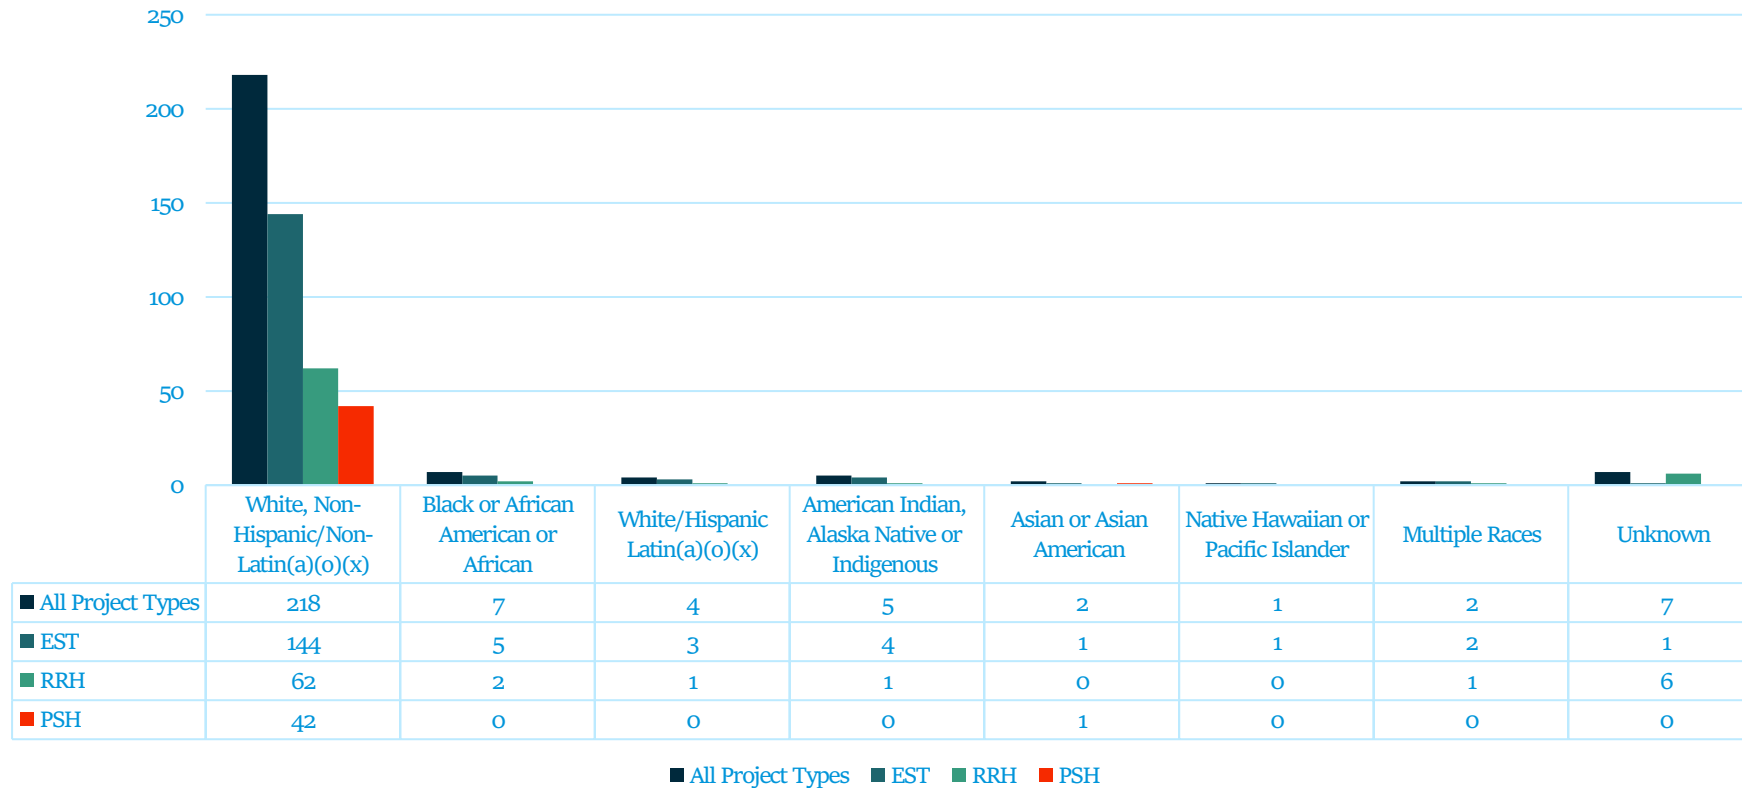 250
200
150
100
50
0
White, Non-
Hispanic/Non-
Latin(a)(o)(x)
Black or African
American or
African
White/Hispanic
Latin(a)(o)(x)
American Indian,
Alaska Native or
Indigenous
Asian or Asian
American
Native Hawaiian or
Pacific Islander
Multiple Races
Unknown
All Project Types 218 7 4 5 2 1 2 7
EST 144 5 3 4 1 1 2 1
RRH 62 2 1 1 0 0 1 6
PSH 42 0 0 0 1 0 0 0
All Project Types EST RRH PSH